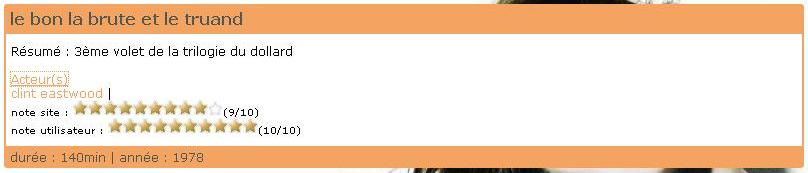 le bon la brute et le truand
Résumé : 3ème volet de la trilogie du dollard
Acteur(s)
clint eastwood |
note site : (9/10)
note utilisateur : (10/10)
durée : 140min | année : 1978